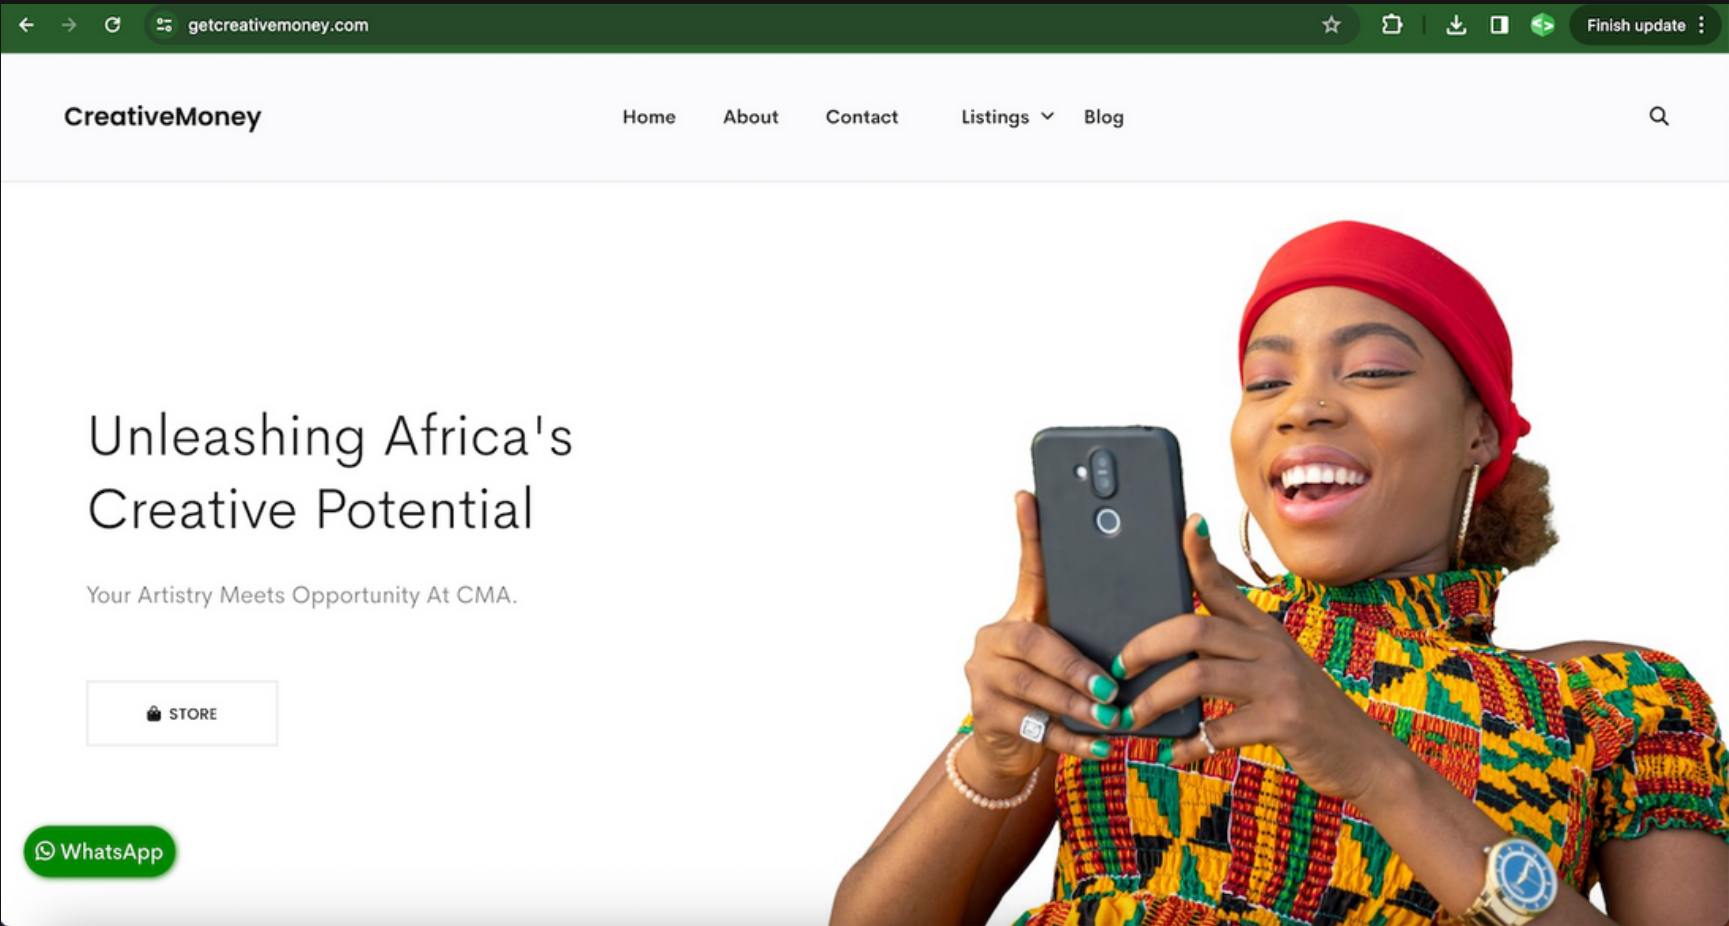 getcreativemoney.com
Finish update
CreativeMoney
Home About Contact Listings Blog
Unleashing Africa's
Creative Potential
Your Artistry Meets Opportunity At CMA.
STORE
WhatsApp